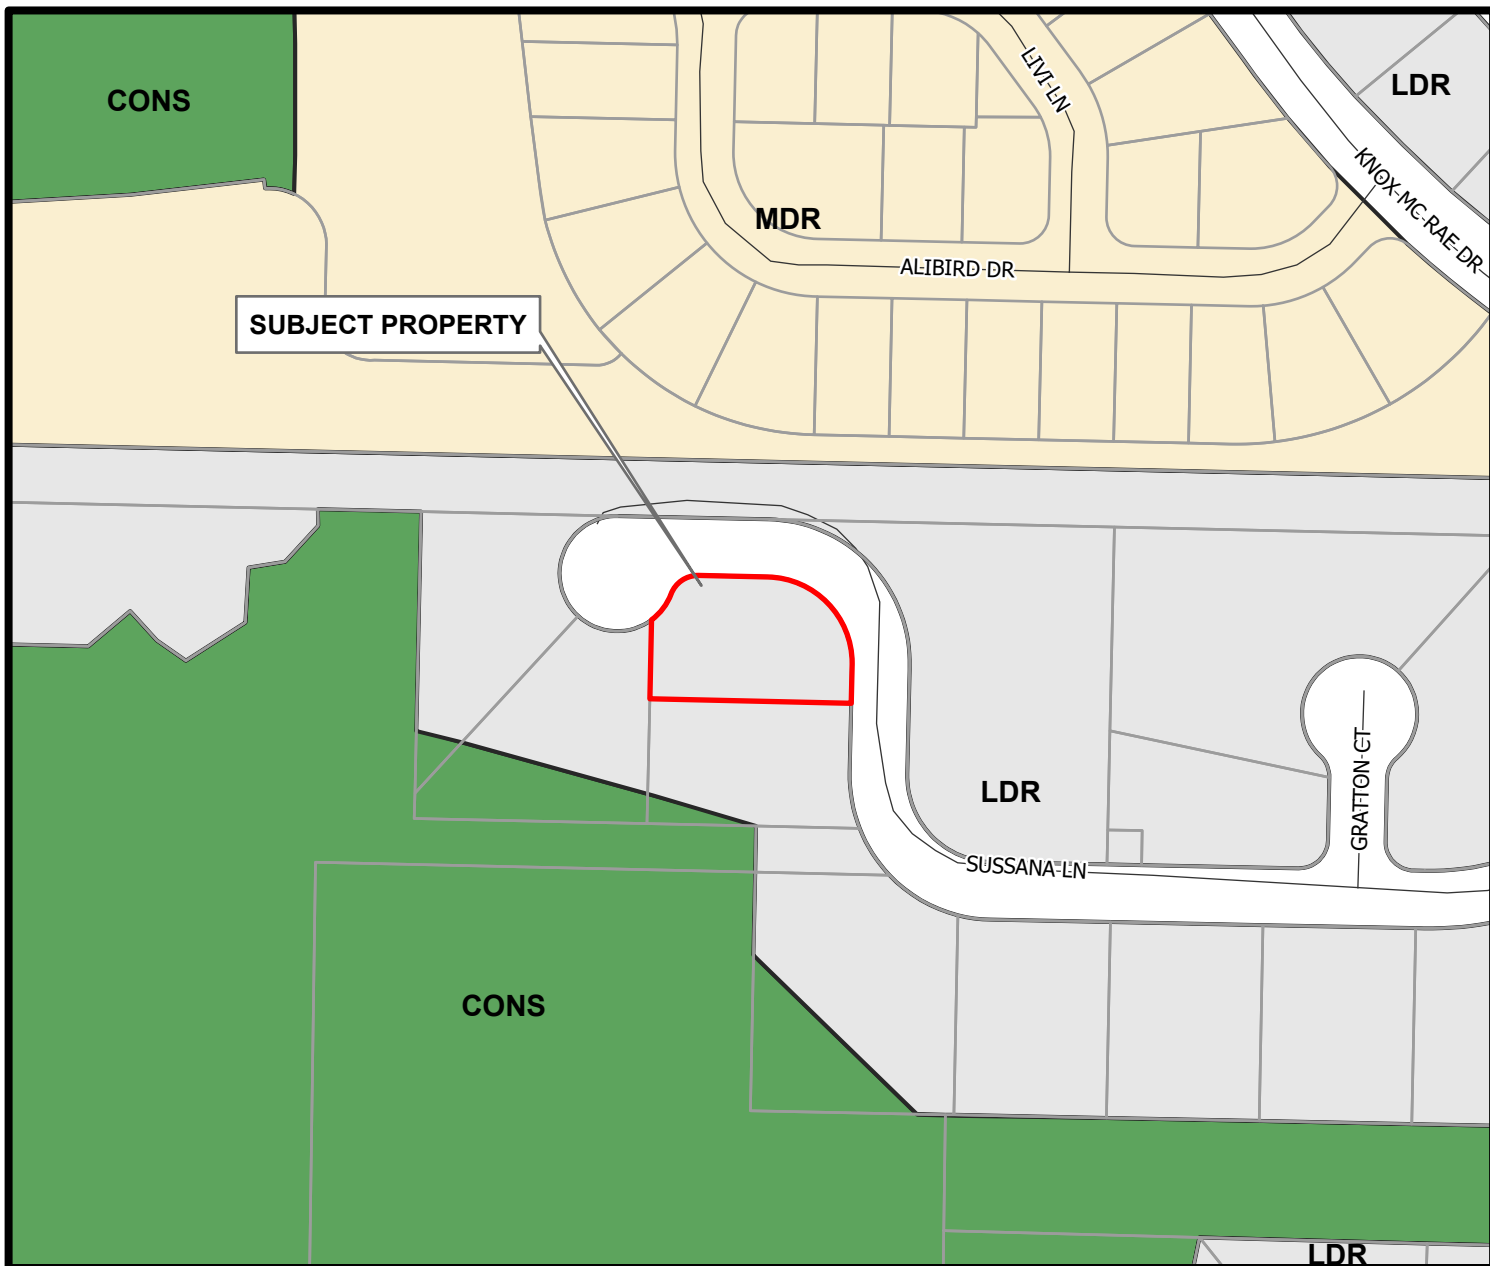 CONS
LIVI-LN
LDR
KNOX-MC-RAE-DR
MDR
ALIBIRD-DR
SUBJECT PROPERTY
GRATTON-CT
LDR
SUSSANA-LN
CONS
LDR